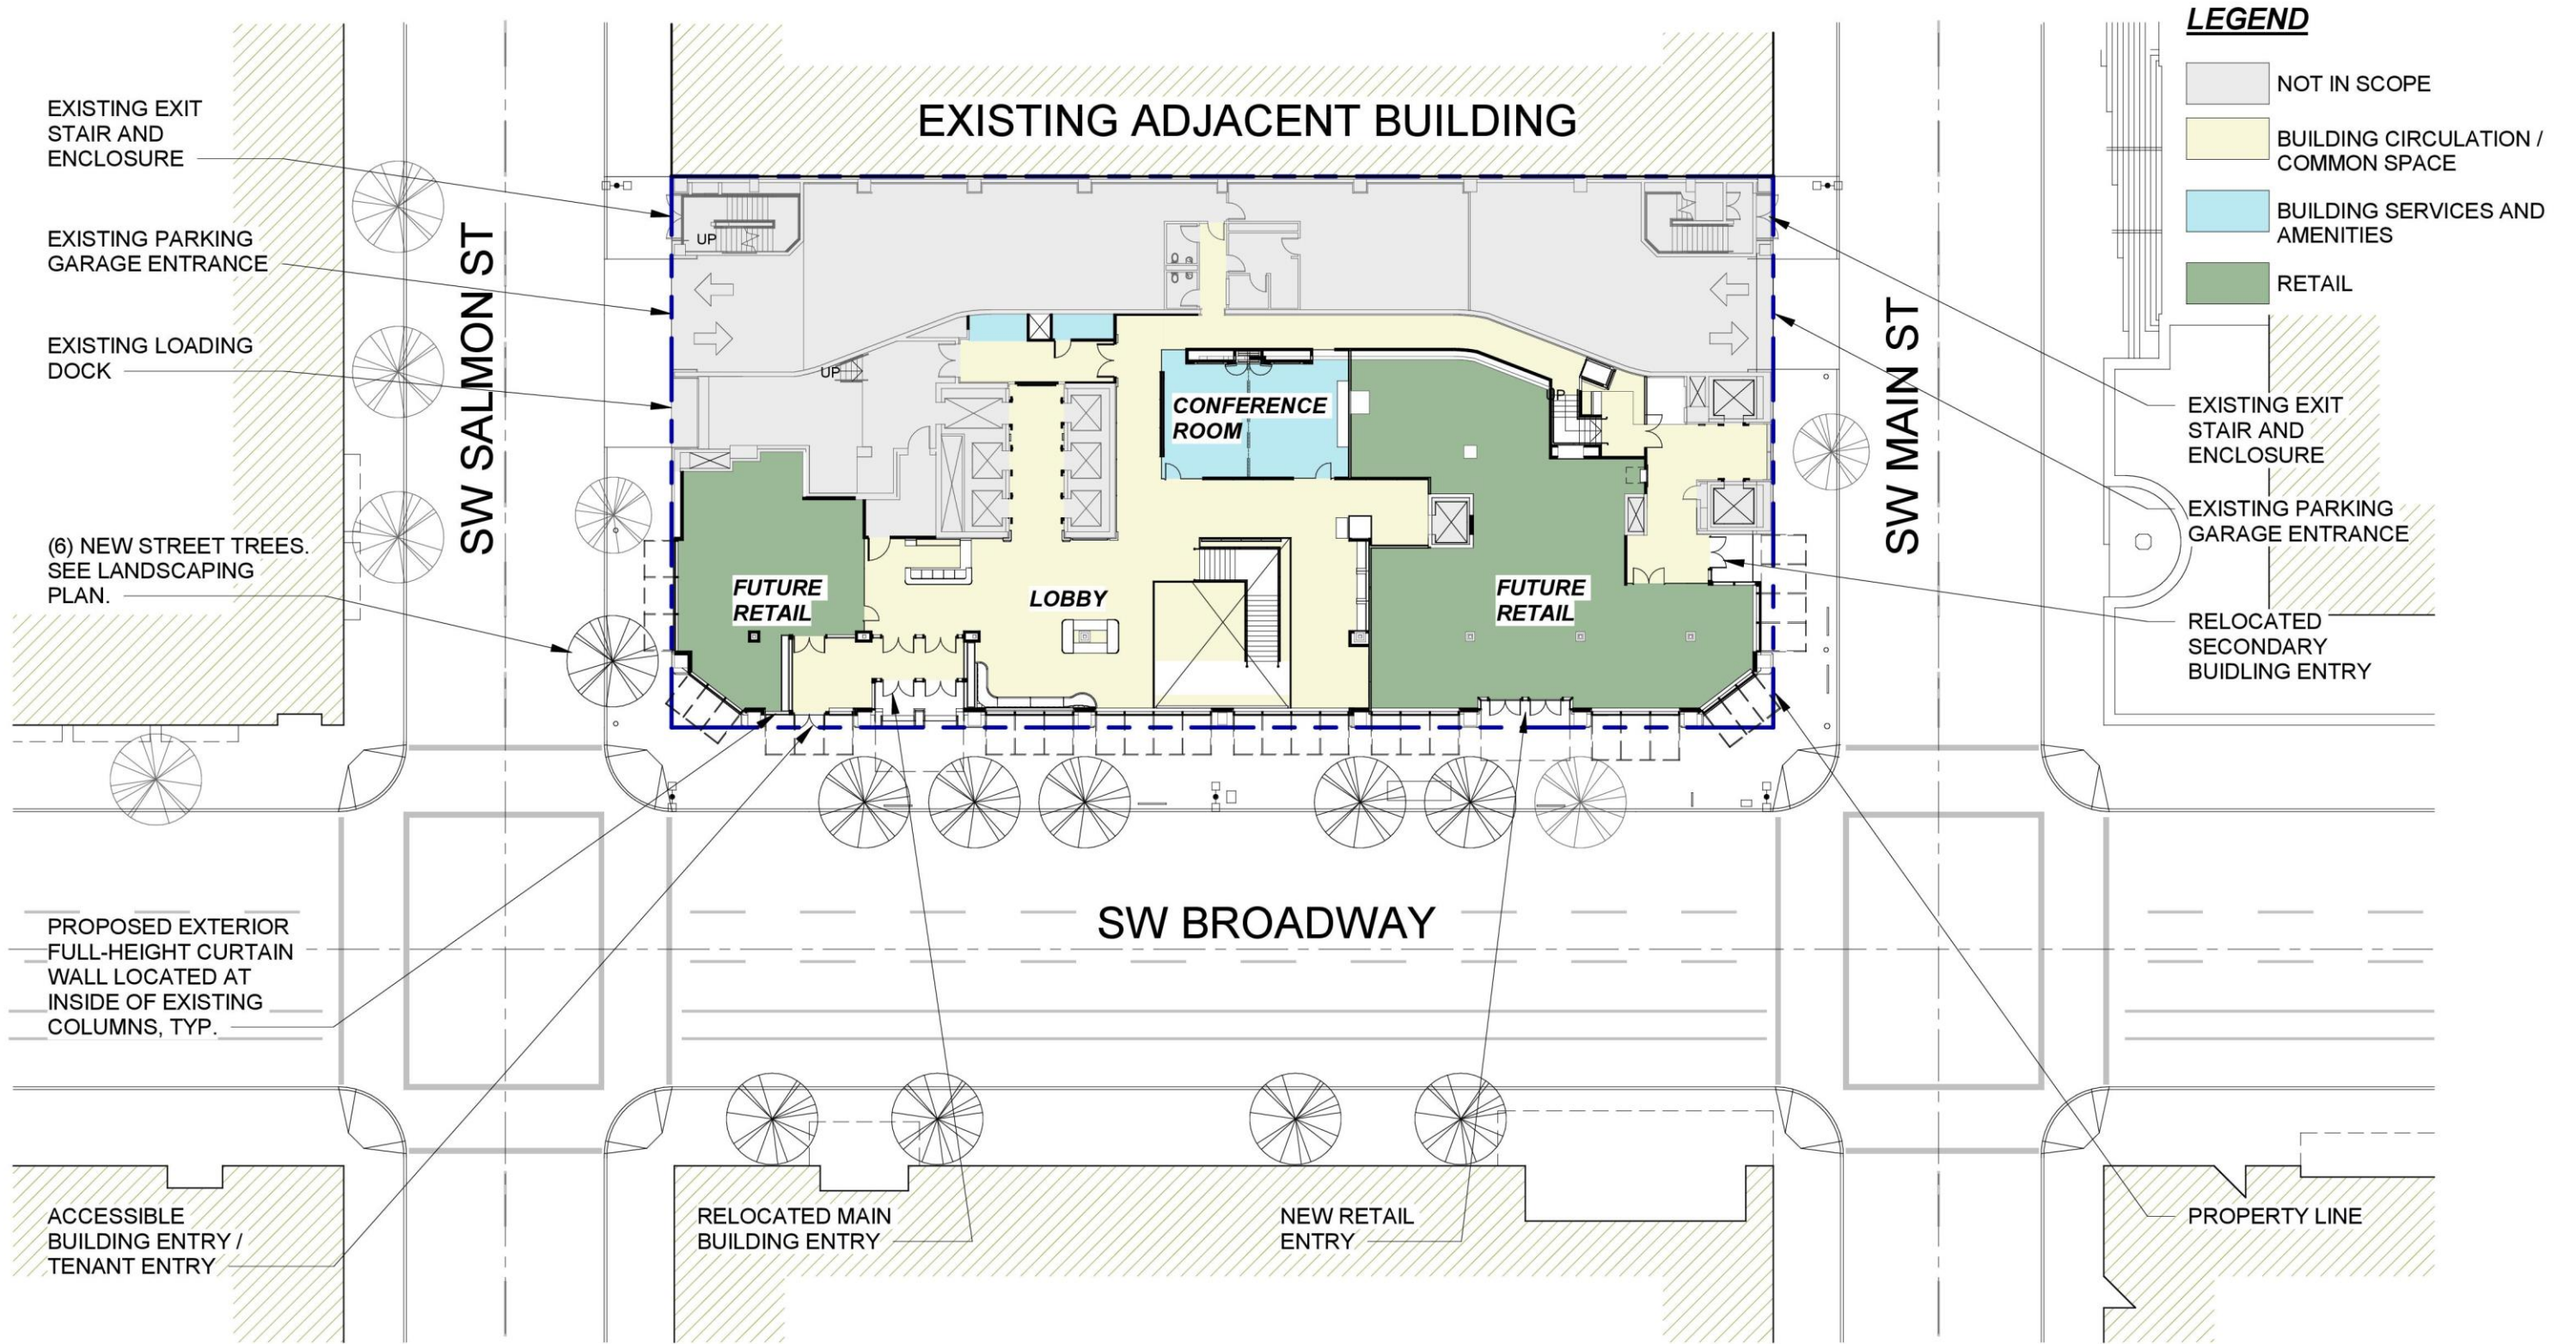 LEGEND
NOT IN SCOPE
BUILDING CIRCULATION /
COMMON SPACE
BUILDING SERVICES AND
AMENITIES
RETAIL
EXISTING ADJACENT BUILDING
EXISTING EXIT
STAIR AND
ENCLOSURE
EXISTING PARKING
GARAGE ENTRANCE
EXISTING LOADING
DOCK
(6) NEW STREET TREES.
SEE LANDSCAPING
PLAN.
PROPOSED EXTERIOR
FULL-HEIGHT CURTAIN
WALL LOCATED AT
INSIDE OF EXISTING
COLUMNS, TYP.
ACCESSIBLE
BUILDING ENTRY /
TENANT ENTRY
SW SALMON ST
UP
UP
UP
CONFERENCE
ROOM
FUTURE
RETAIL
LOBBY
FUTURE
RETAIL
SW MAIN ST
EXISTING EXIT
STAIR AND
ENCLOSURE
EXISTING PARKING
GARAGE ENTRANCE
RELOCATED
SECONDARY
BUIDLING ENTRY
SW BROADWAY
RELOCATED MAIN
BUILDING ENTRY
NEW RETAIL
ENTRY
PROPERTY LINE